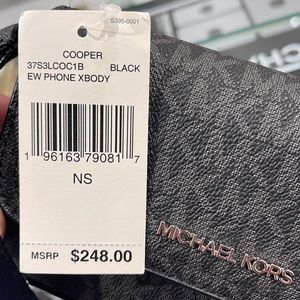 S395-0001
COOPER
37S3LCOC1B BLACK
EW PHONE XBODY
1 96163 79081 7
NS
MSRP $248.00
MICHAEL KORS